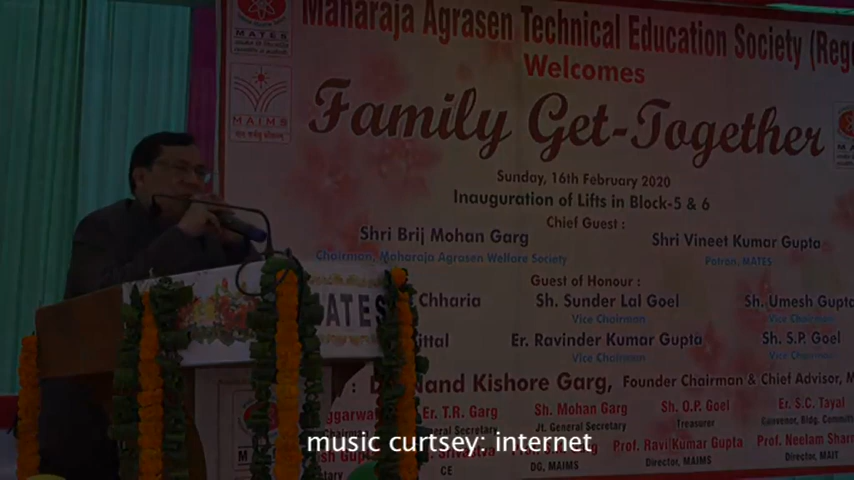 Maharaja Agrasen Technical Education Society
MATES
Welcomes
Family Get-Together
MAIMS
Sunday, 16th February 2020
Inauguration of Lifts in Block-5 & 6
Chief Guest :
Shri Brij Mohan Garg
Shri Vineet Kumar Gupta
Chairman, Maharaja Agrasen Welfare Society
Patron, MATES
Guest of Honour :
Chharia
Sh. Sunder Lal Goel
Sh. Umesh Gupta
Vice Chairman
Vice Chairman
Er. Ravinder Kumar Gupta
Sh. S.P. Goel
Vice Chairman
Vice Chairman
Nand Kishore Garg, Founder Chairman & Chief Advisor,
Er. T.R. Garg
Sh. Mohan Garg
Sh. O.P. Goel
Er. S.C. Tayal
Jt. General Secretary
Treasurer
Convenor, Bldg.
Prof. Ravi Kumar Gupta
Prof. Neelam
CE
DG, MAIMS
Director, MAIMS
Director, MAIT
music curtsey: internet